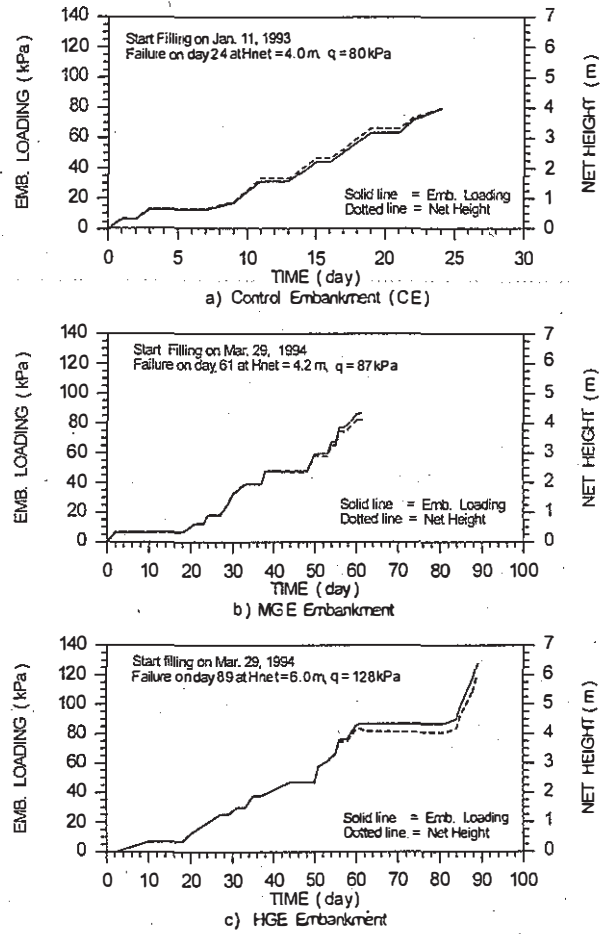 140
120
100
80
60
40
20
0
EMB. LOADING (kPa)
Start Filling on Jan. 11, 1993
Failure on day 24 at Hnet = 4.0 m, q = 80 kPa
Solid line = Emb. Loading
Dotted line = Net Height
7
6
5
4
3
2
1
0
NET HEIGHT (m)
0 5 10 15 20 25 30
TIME (day)
a) Control Embankment (CE)
140
120
100
80
60
40
20
0
EMB. LOADING (kPa)
Start Filling on Mar. 29, 1994
Failure on day 61 at Hnet = 4.2 m, q = 87 kPa
Solid line = Emb. Loading
Dotted line = Net Height
7
6
5
4
3
2
1
0
NET HEIGHT (m)
0 10 20 30 40 50 60 70 80 90 100
TIME (day)
b) MGE Embankment
140
120
100
80
60
40
20
0
EMB. LOADING (kPa)
Start filling on Mar. 29, 1994
Failure on day 89 at Hnet = 6.0 m, q = 128 kPa
Solid line = Emb. Loading
Dotted line. = Net Height
7
6
5
4
3
2
1
0
NET HEIGHT (m)
0 10 20 30 40 50 60 70 80 90 100
TIME (day)
c) HGE Embankment